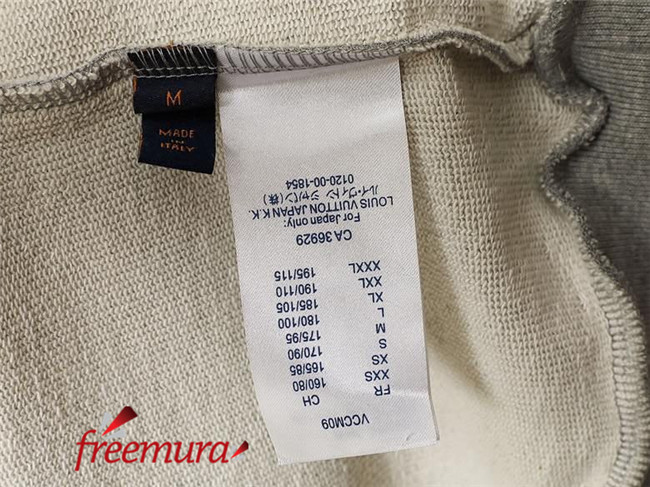 M
MADE
IN
ITALY
VCCM09
FR CH
XXS 160/80
XS 165/85
S 170/90
M 175/95
L 180/100
XL 185/105
XXL 190/110
XXXL 195/115
CA 36929
For Japan only:
LOUIS VUITTON JAPAN K.K.
ルイ・ヴィトン ジャパン(株)
0120-00-1854
freemura